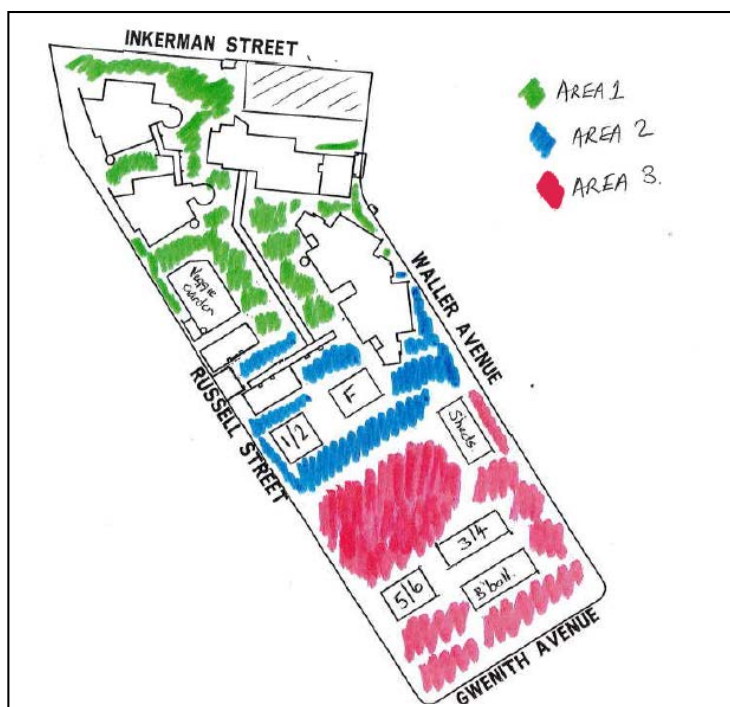 INKERMAN STREET
AREA 1
AREA 2
AREA 3.
Veggie
Garden
WALLER AVENUE
RUSSELL STREET
F
1/2
Sheds.
3/4
5/6
B'ball.
GWENITH AVENUE